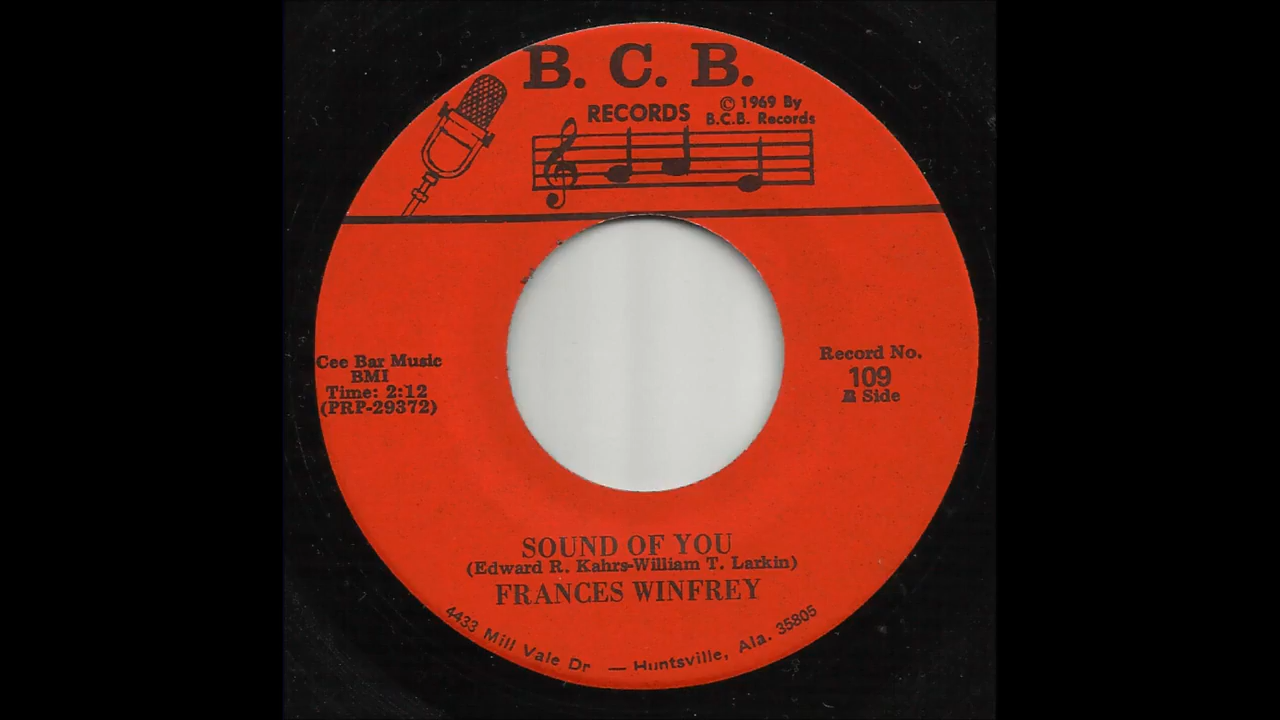 B. C. B.
RECORDS
© 1969 By
B.C.B. Records
Cee Bar Music
BMI
Time: 2:12
(PRP-29372)
Record No.
109
Side
SOUND OF YOU
(Edward R. Kahrs-William T. Larkin)
FRANCES WINFREY
4433 Mill Vale Dr — Huntsville, Ala. 35805